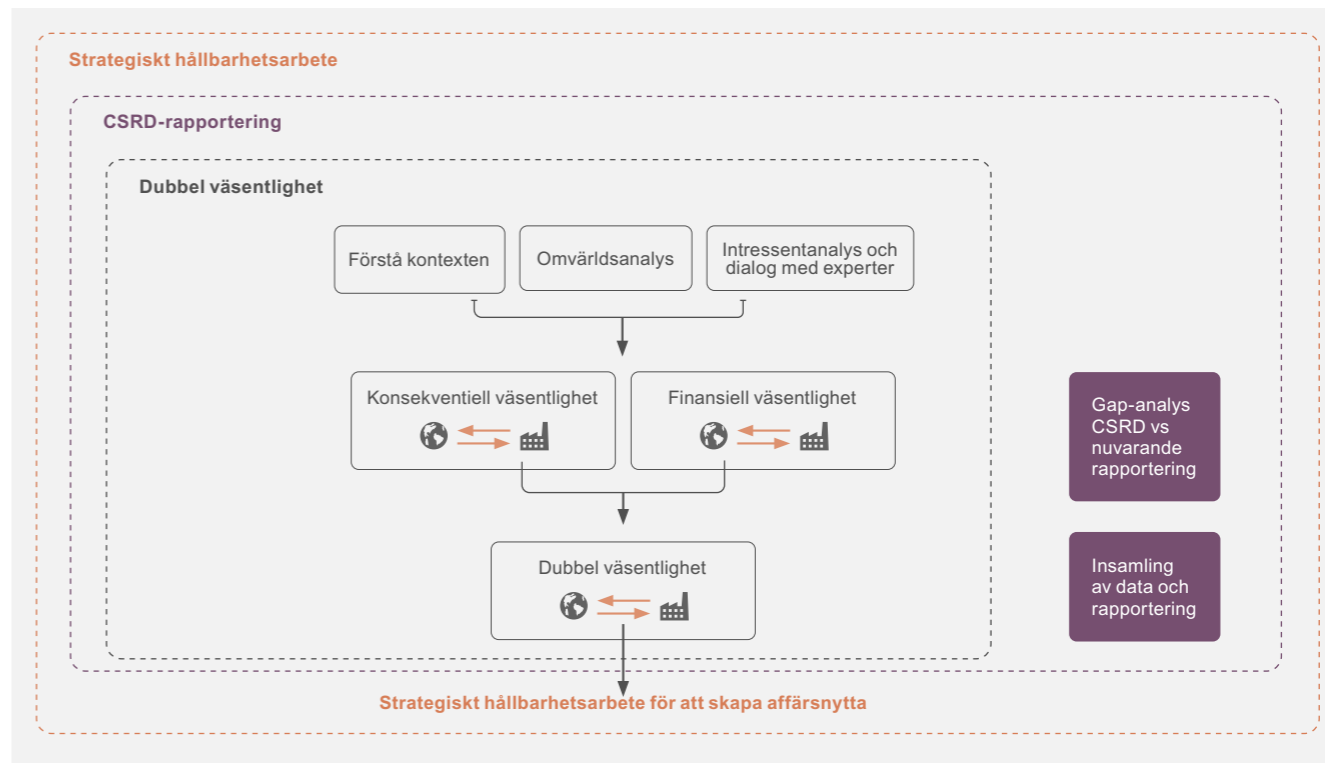 Strategiskt hållbarhetsarbete
CSRD-rapportering
Dubbel väsentlighet
Förstå kontexten
Omvärldsanalys
Intressentanalys och
dialog med experter
Konsekventiell väsentlighet
Finansiell väsentlighet
Gap-analys
CSRD vs
nuvarande
rapportering
Dubbel väsentlighet
Insamling
av data och
rapportering
Strategiskt hållbarhetsarbete för att skapa affärsnytta